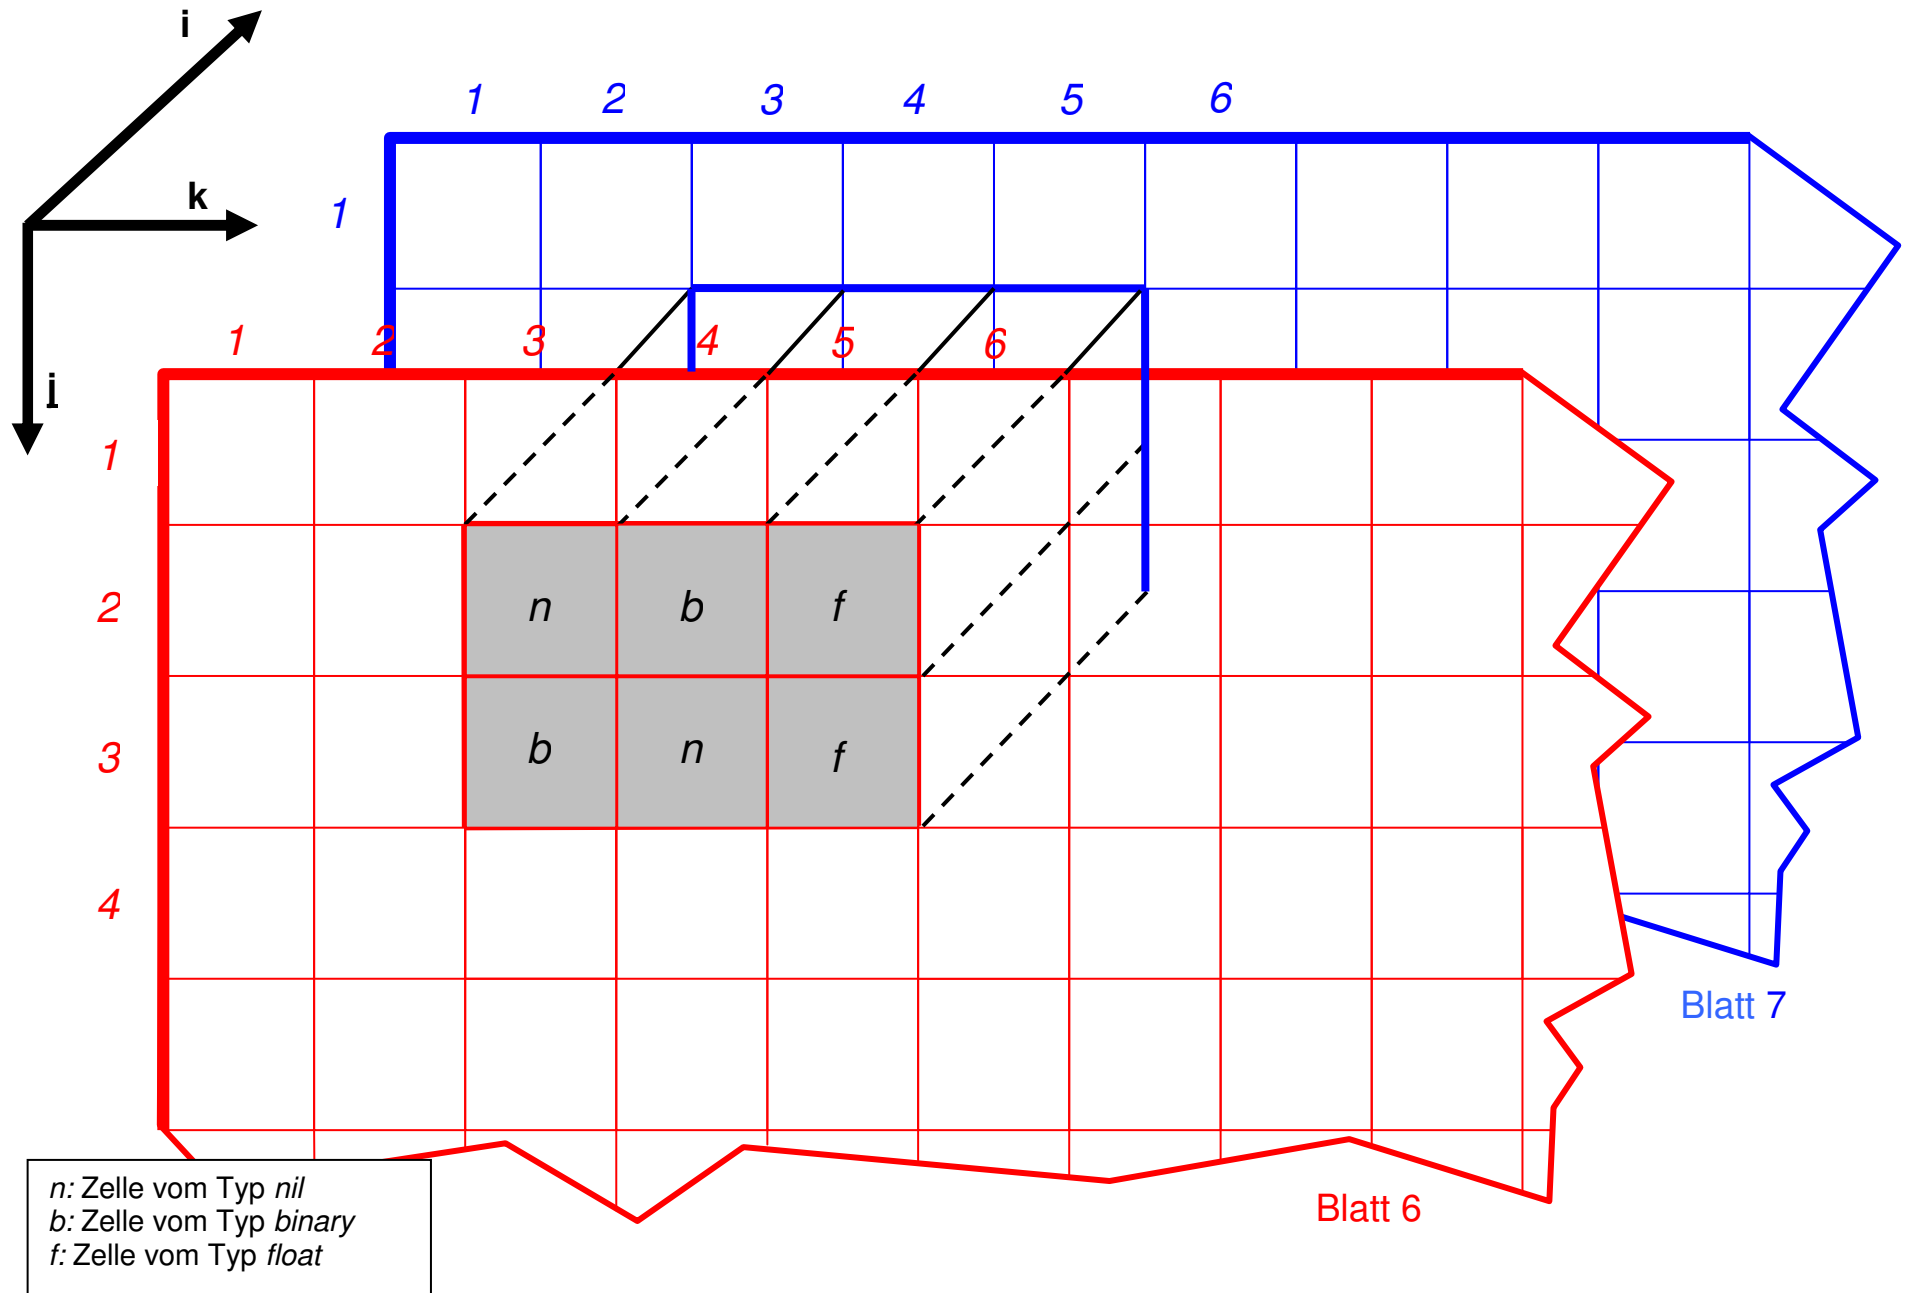 i
1 2 3 4 5 6
k
1
1 2 3 4 5 6
j
1
2 n b f
3 b n f
4
Blatt 7
n: Zelle vom Typ nil
b: Zelle vom Typ binary
f: Zelle vom Typ float
Blatt 6